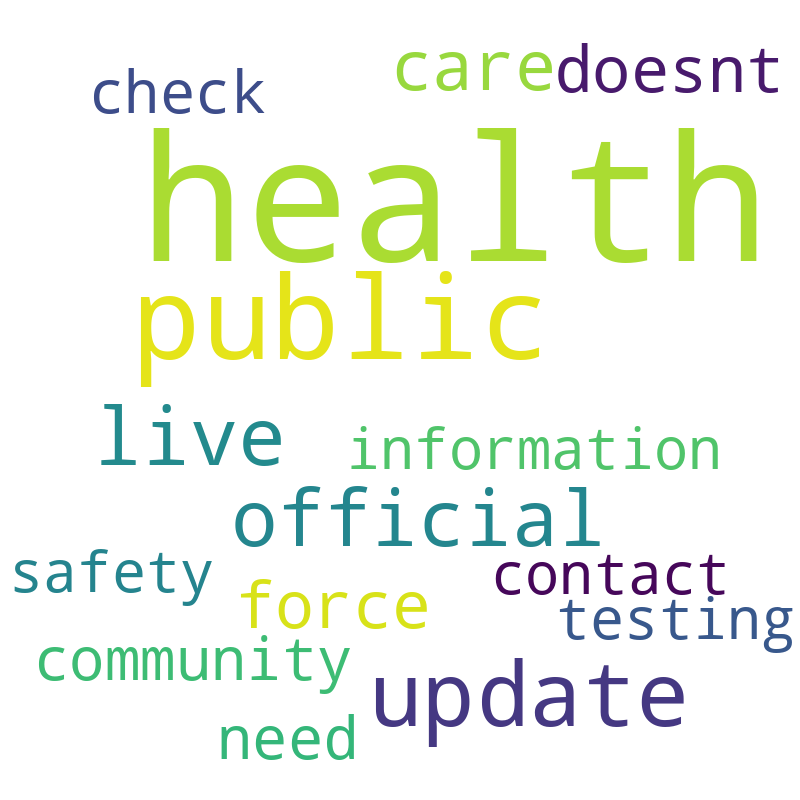 care doesnt
check
health
public
live
information
official
safety
contact
force
testing
community
update
need